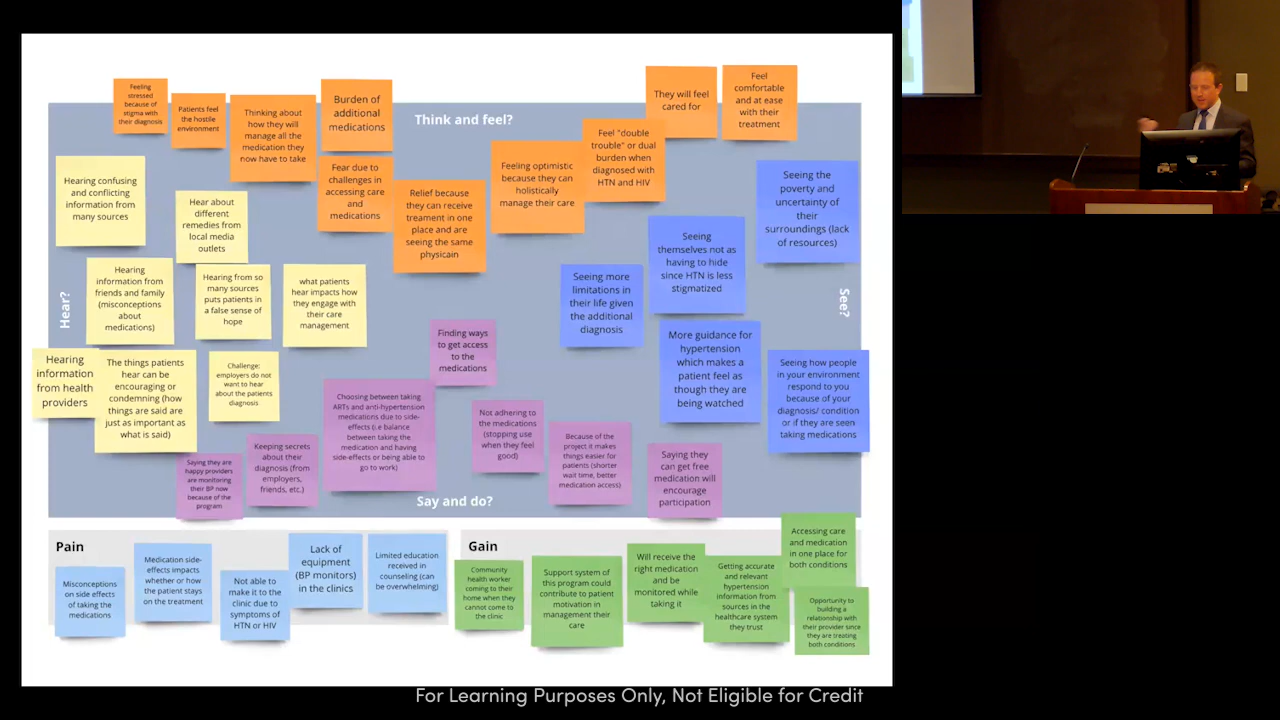 Feeling
stressed
because of
stigma with
their diagnosis
Patients feel
the hostile
environment
Thinking about
how they will
manage all the
medication they
now have to take
Burden of
additional
medications
Fear due to
challenges in
accessing care
and
medications
Think and feel?
Relief because
they can receive
treament in one
place and are
seeing the same
physicain
Feeling optimistic
because they can
holistically
manage their care
Feel "double
trouble" or dual
burden when
diagnosed with
HTN and HIV
They will feel
cared for
Feel
comfortable
and at ease
with their
treatment
Hear?
Hearing confusing
and conflicting
information from
many sources
Hear about
different
remedies from
local media
outlets
Hearing
information from
friends and family
(misconceptions
about
medications)
Hearing from so
many sources
puts patients in
a false sense of
hope
what patients
hear impacts how
they engage with
their care
management
Hearing
information
from health
providers
The things patients
hear can be
encouraging or
condemning (how
things are said are
just as important as
what is said)
Challenge:
employers do not
want to hear
about the patients
diagnosis
See?
Seeing the
poverty and
uncertainty of
their
surroundings (lack
of resources)
Seeing
themselves not as
having to hide
since HTN is less
stigmatized
Seeing more
limitations in
their life given
the additional
diagnosis
More guidance for
hypertension
which makes a
patient feel as
though they are
being watched
Seeing how people
in your environment
respond to you
because of your
diagnosis/ condition
or if they are seen
taking medications
Finding ways
to get access
to the
medications
Choosing between taking
ARTs and anti-hypertension
medications due to side-
effects (i.e balance
between taking the
medication and having
side-effects or being able to
go to work)
Not adhering to
the medications
(stopping use
when they feel
good)
Because of the
project it makes
things easier for
patients (shorter
wait time, better
medication access)
Saying they
can get free
medication will
encourage
participation
Keeping secrets
about their
diagnosis (from
employers,
friends, etc.)
Saying they are
happy providers
are monitoring
their BP now
because of the
program
Say and do?
Pain
Misconceptions
on side effects
of taking the
medications
Medication side-
effects impacts
whether or how
the patient stays
on the treatment
Not able to
make it to the
clinic due to
symptoms of
HTN or HIV
Lack of
equipment
(BP monitors)
in the clinics
Limited education
received in
counseling (can
be overwhelming)
Gain
Community
health worker
coming to their
home when they
cannot come to
the clinic
Support system of
this program could
contribute to patient
motivation in
management their
care
Will receive the
right medication
and be
monitored while
taking it
Getting accurate
and relevant
hypertension
information from
sources in the
healthcare system
they trust
Accessing care
and medication
in one place for
both conditions
Opportunity to
building a
relationship with
their provider since
they are treating
both conditions
For Learning Purposes Only, Not Eligible for Credit